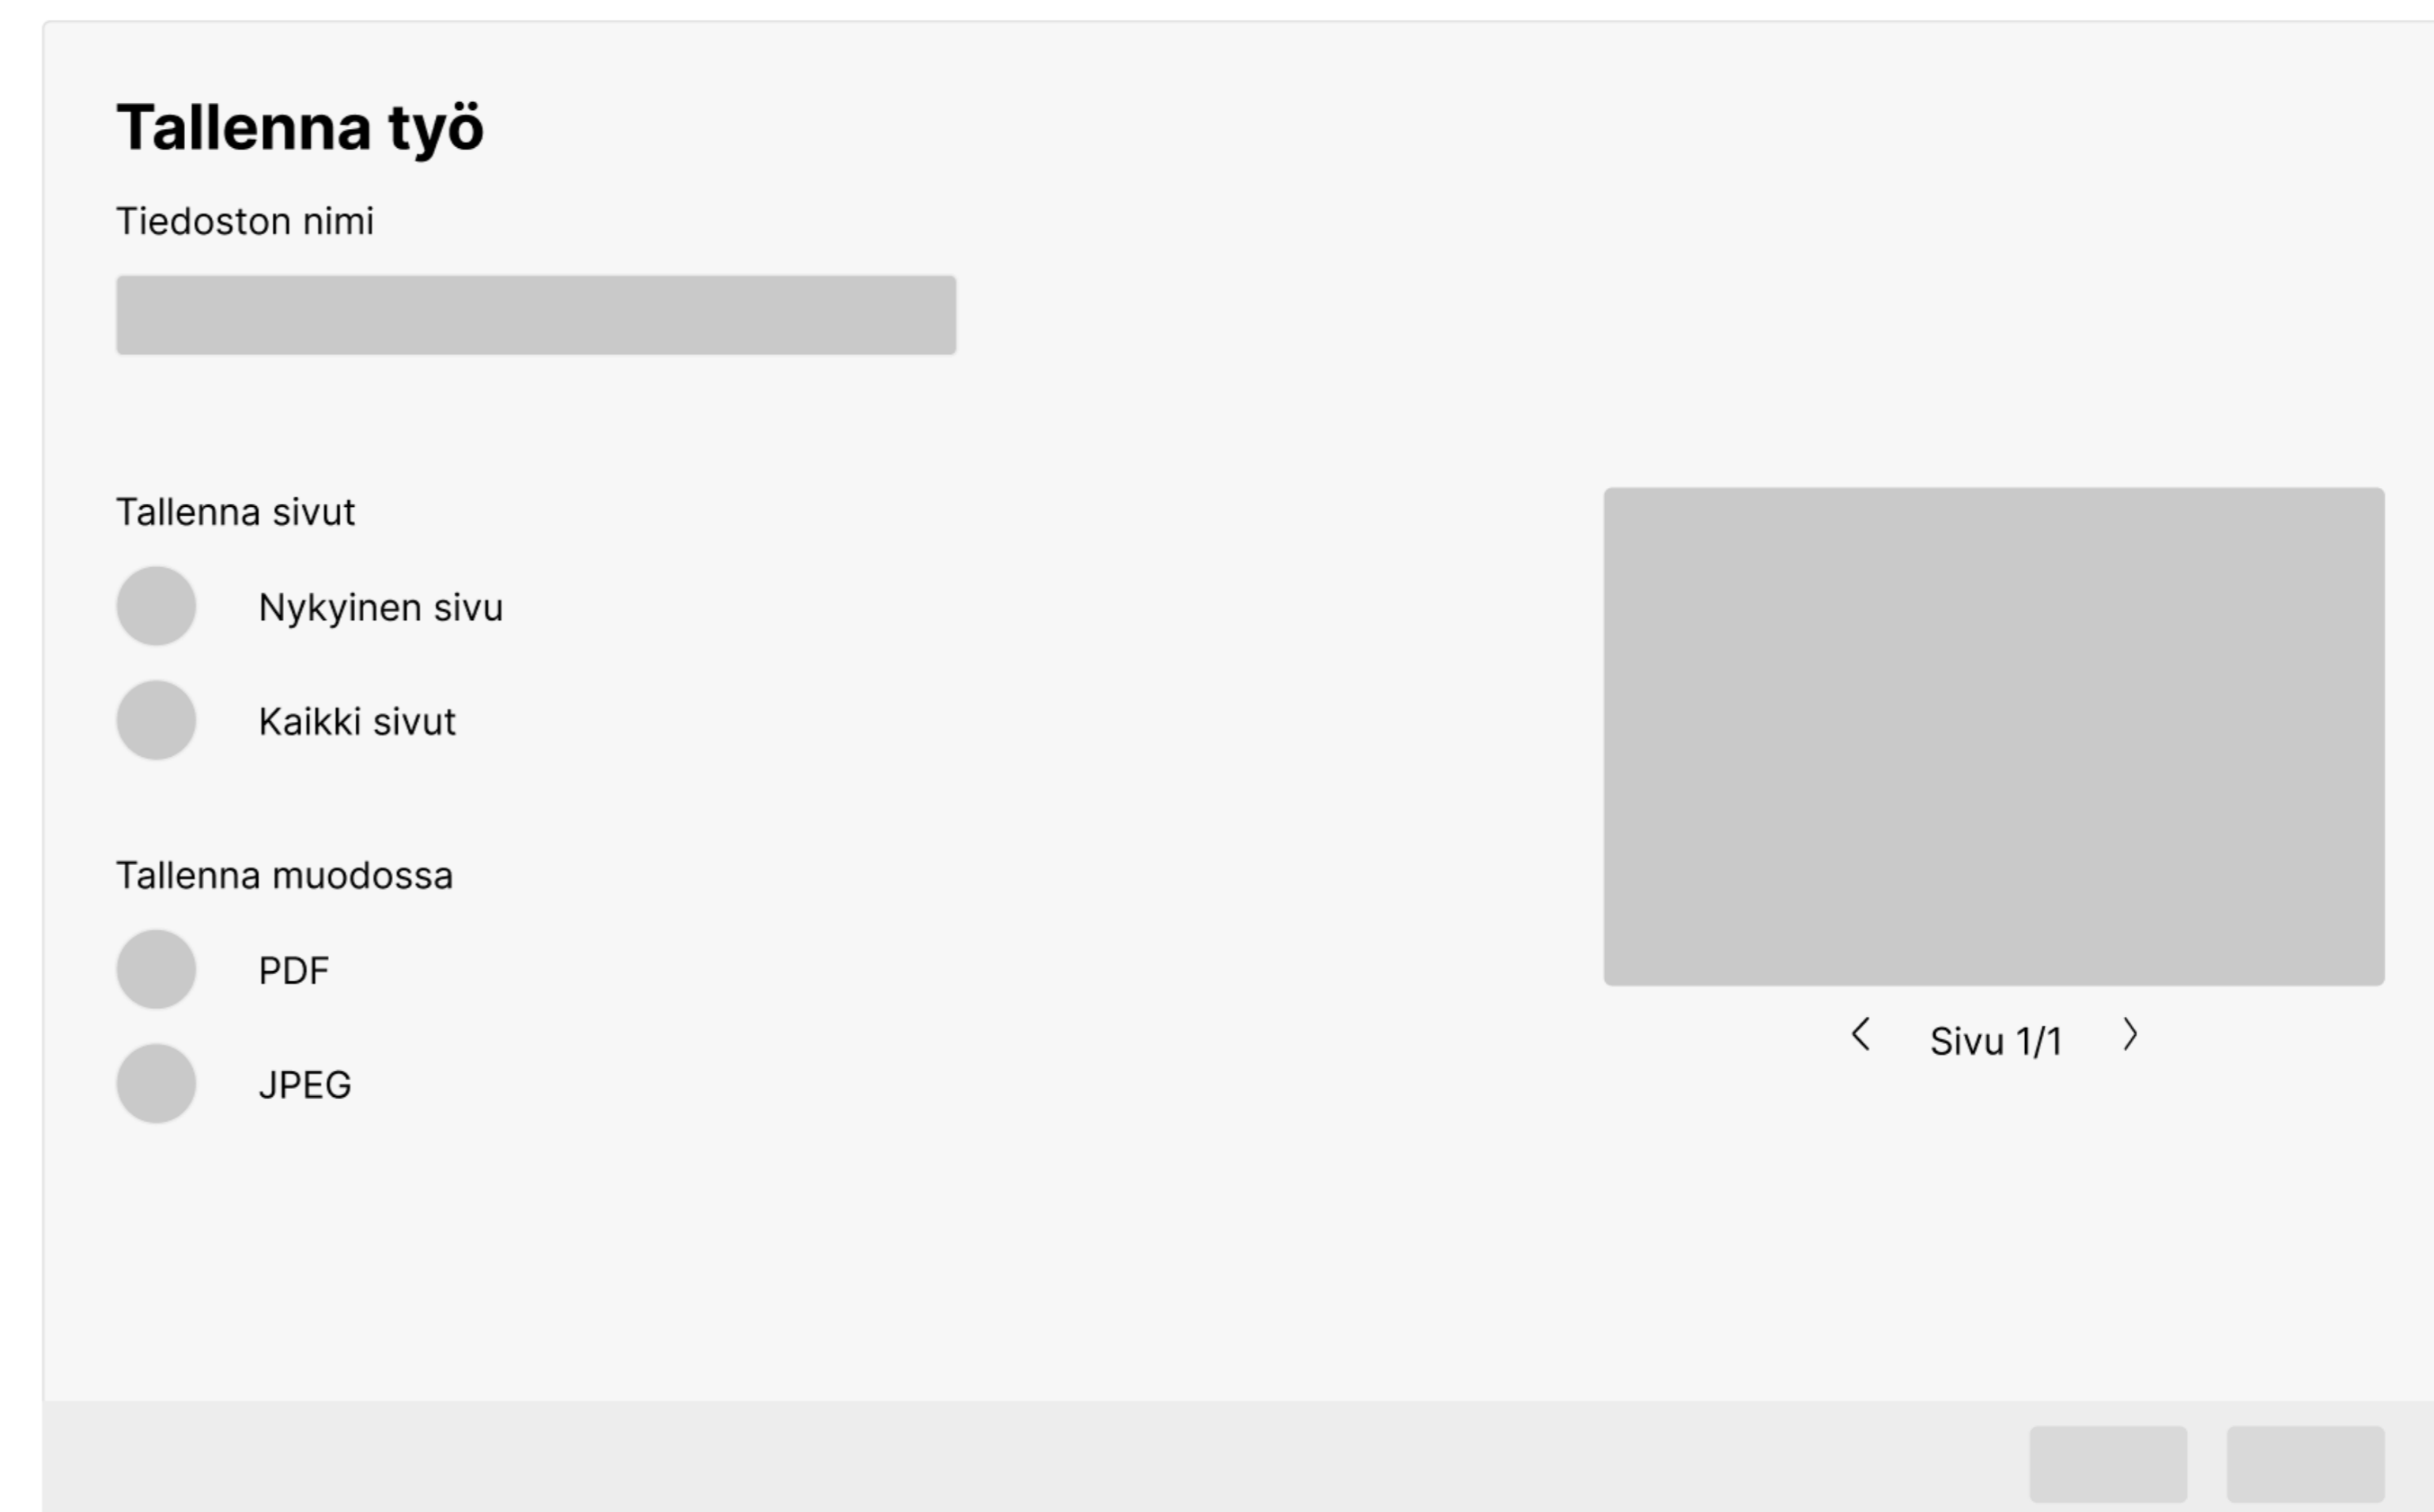 Tallenna työ
Tiedoston nimi
Tallenna sivut
Nykyinen sivu
Kaikki sivut
Tallenna muodossa
PDF
JPEG
Sivu 1/1